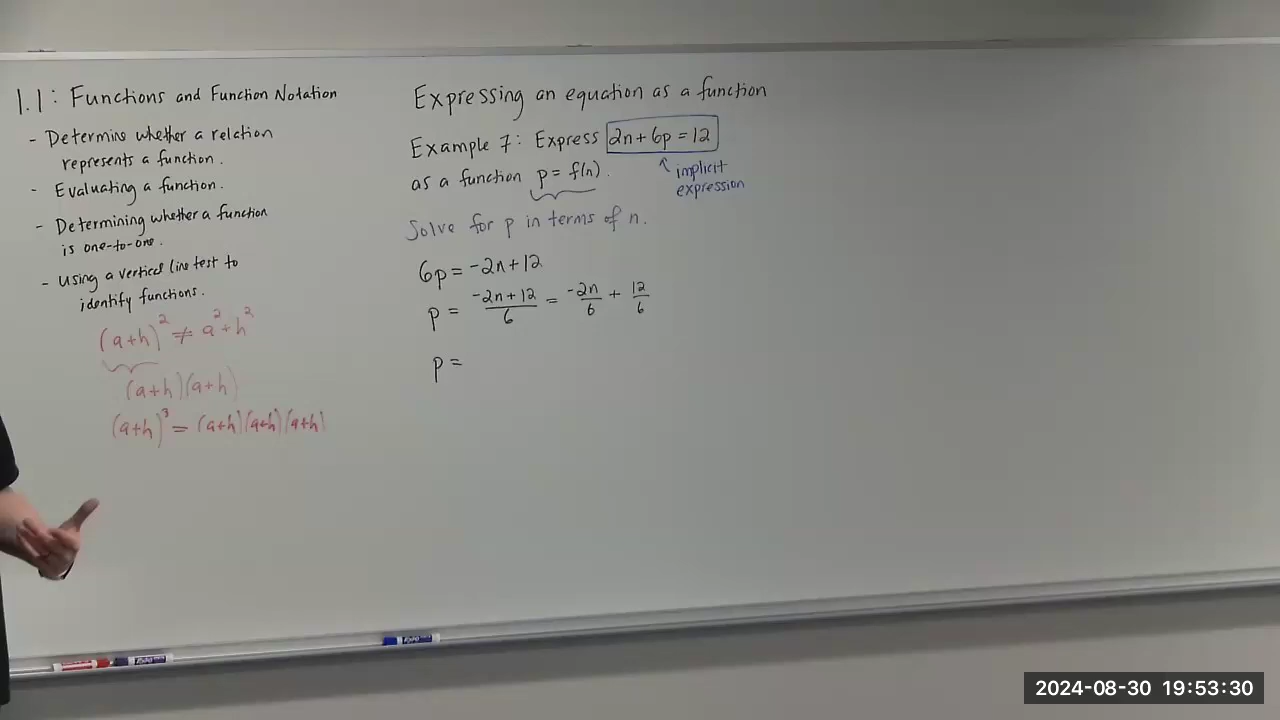 1.1: Functions and Function Notation
- Determine whether a relation
represents a function.
- Evaluating a function.
- Determining whether a function
is one-to-one.
- Using a vertical line test to
identify functions.
(a+h)² ≠ a²+h²
(a+h)(a+h)
(a+h)³ = (a+h)(a+h)(a+h)
Expressing an equation as a function
Example 7: Express 2n+6p=12
as a function p = f(n).
↖ implicit
expression
Solve for p in terms of n.
6p = -2n+12
p = (-2n+12)/6 = -2n/6 + 12/6
p =
2024-08-30 19:53:30